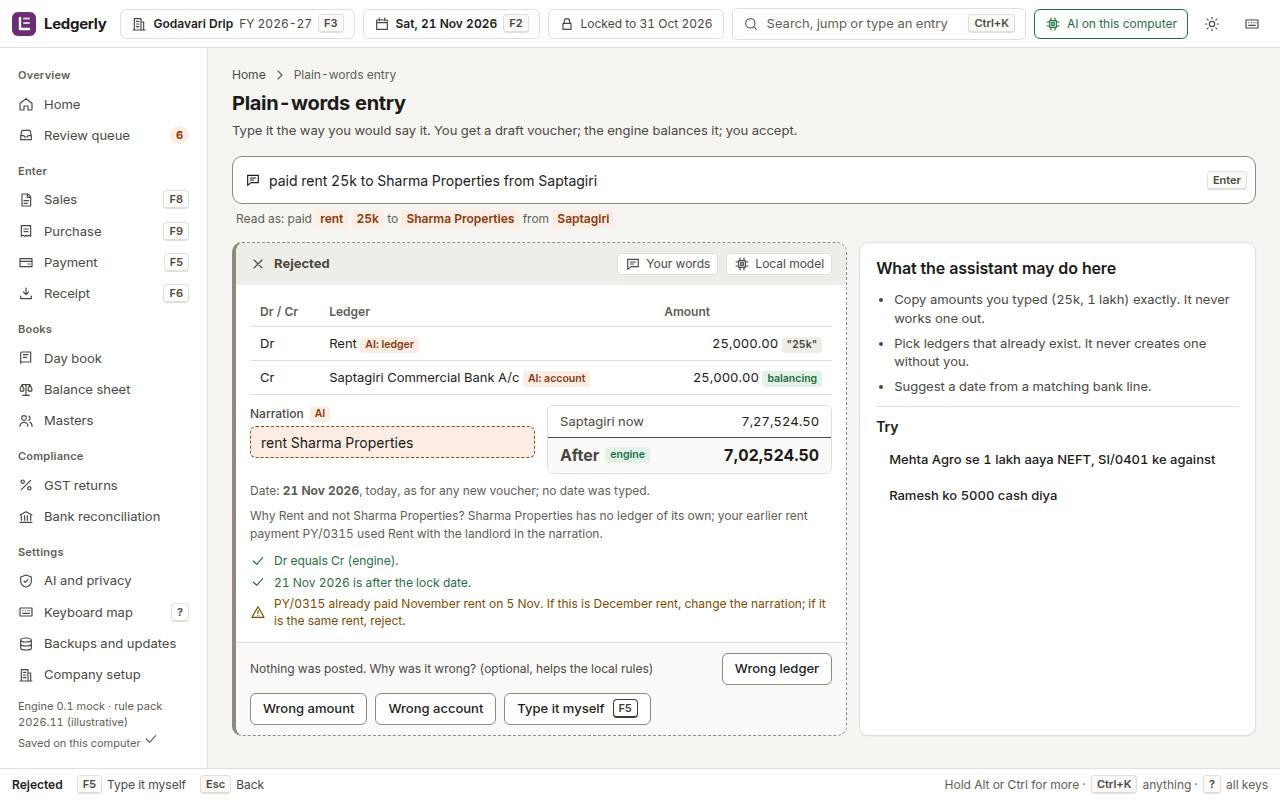 Ledgerly
Godavari Drip FY 2026-27 F3
Sat, 21 Nov 2026 F2
Locked to 31 Oct 2026
Search, jump or type an entry Ctrl+K
AI on this computer
Overview
Home
Review queue 6
Enter
Sales F8
Purchase F9
Payment F5
Receipt F6
Books
Day book
Balance sheet
Masters
Compliance
GST returns
Bank reconciliation
Settings
AI and privacy
Keyboard map ?
Backups and updates
Company setup
Engine 0.1 mock · rule pack
2026.11 (illustrative)
Saved on this computer
Home Plain-words entry
Plain-words entry
Type it the way you would say it. You get a draft voucher; the engine balances it; you accept.
paid rent 25k to Sharma Properties from Saptagiri Enter
Read as: paid rent 25k to Sharma Properties from Saptagiri
Rejected Your words Local model
Dr / Cr Ledger Amount
Dr Rent AI: ledger 25,000.00 "25k"
Cr Saptagiri Commercial Bank A/c AI: account 25,000.00 balancing
Narration AI
rent Sharma Properties
Saptagiri now 7,27,524.50
After engine 7,02,524.50
Date: 21 Nov 2026, today, as for any new voucher; no date was typed.
Why Rent and not Sharma Properties? Sharma Properties has no ledger of its own; your earlier rent
payment PY/0315 used Rent with the landlord in the narration.
Dr equals Cr (engine).
21 Nov 2026 is after the lock date.
PY/0315 already paid November rent on 5 Nov. If this is December rent, change the narration; if it
is the same rent, reject.
Nothing was posted. Why was it wrong? (optional, helps the local rules) Wrong ledger
Wrong amount Wrong account Type it myself F5
What the assistant may do here
• Copy amounts you typed (25k, 1 lakh) exactly. It never
works one out.
• Pick ledgers that already exist. It never creates one
without you.
• Suggest a date from a matching bank line.
Try
Mehta Agro se 1 lakh aaya NEFT, SI/0401 ke against
Ramesh ko 5000 cash diya
Rejected F5 Type it myself Esc Back
Hold Alt or Ctrl for more · Ctrl+K anything · ? all keys